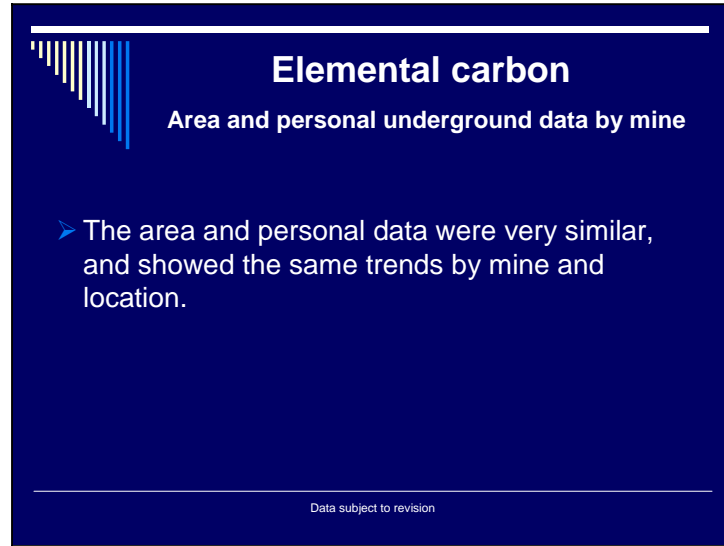 Elemental carbon
Area and personal underground data by mine
➢ The area and personal data were very similar,
and showed the same trends by mine and
location.
Data subject to revision